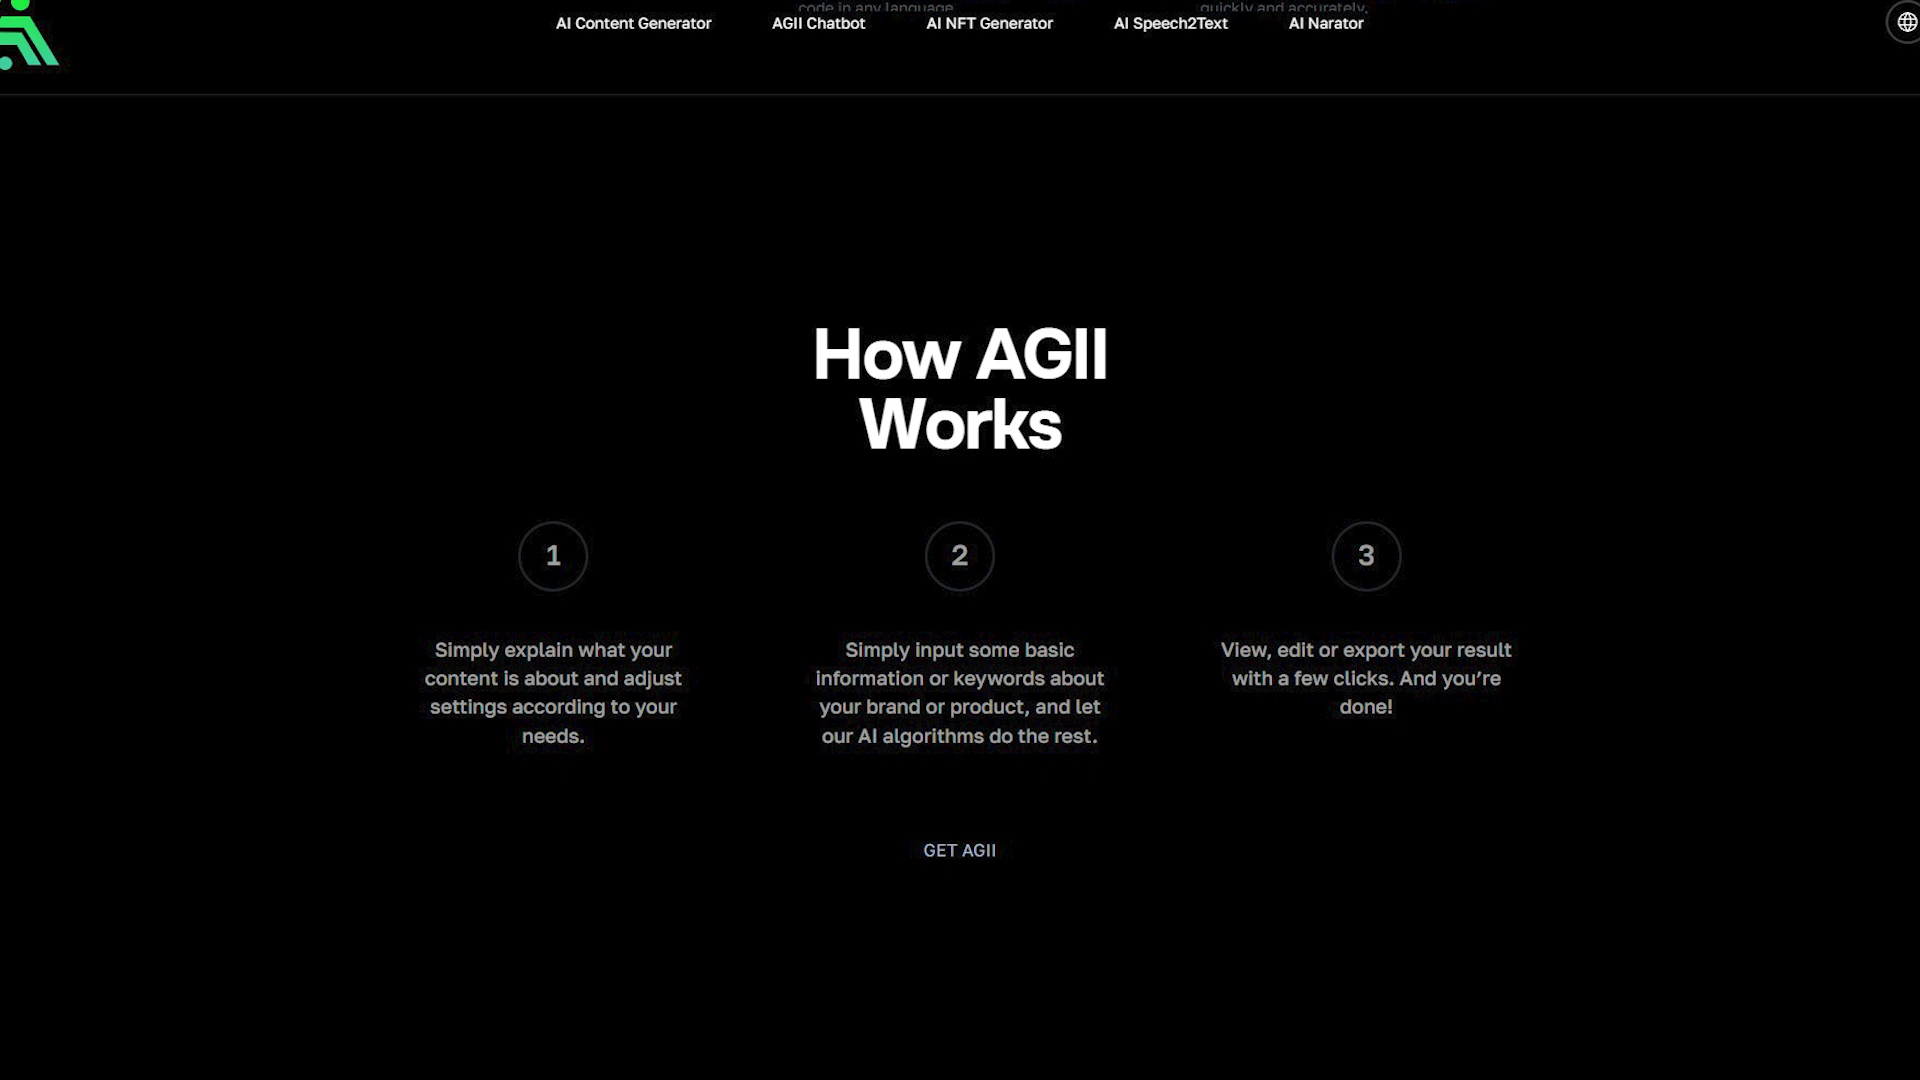 code in any language
quickly and accurately.
AI Content Generator
AGII Chatbot
AI NFT Generator
AI Speech2Text
AI Narator
How AGII
Works
1
2
3
Simply explain what your
content is about and adjust
settings according to your
needs.
Simply input some basic
information or keywords about
your brand or product, and let
our AI algorithms do the rest.
View, edit or export your result
with a few clicks. And you’re
done!
GET AGII